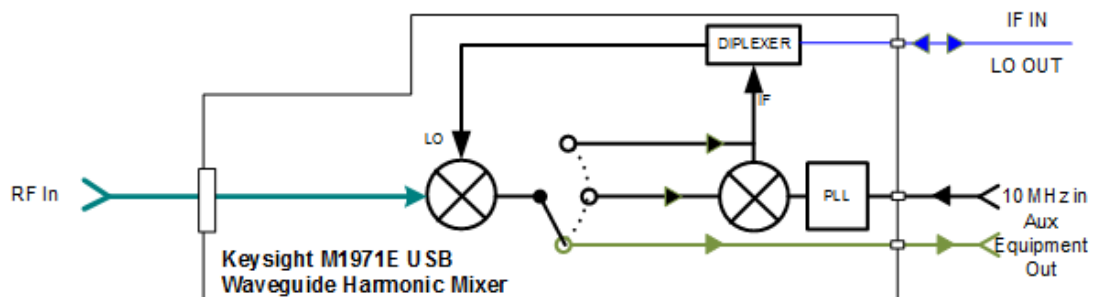 IF IN
DIPLEXER
LO OUT
IF
LO
RF In
PLL
10 MHz in
Aux
Equipment
Out
Keysight M1971E USB
Waveguide Harmonic Mixer